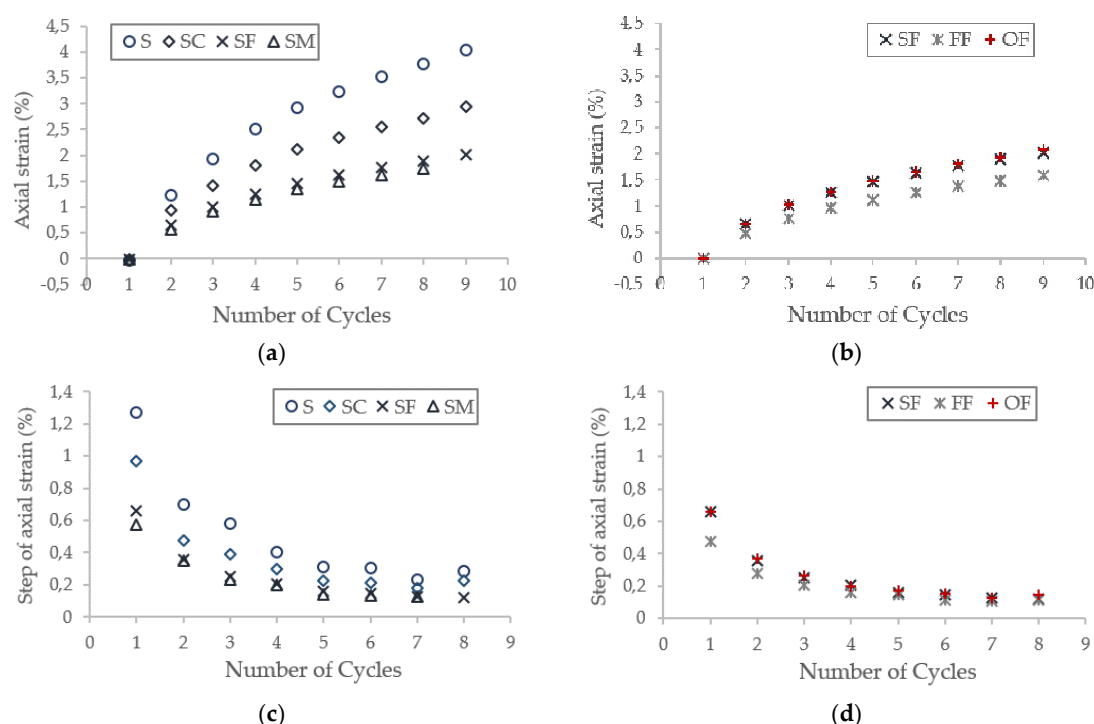 4,5
4
3,5
3
2,5
2
1,5
1
0,5
0
-0,5
Axial strain (%)
S SC SF SM
0 1 2 3 4 5 6 7 8 9 10
Number of Cycles
(a)
4,5
4
3,5
3
2,5
2
1,5
1
0,5
0
-0,5
Axial strain (%)
SF FF OF
0 1 2 3 4 5 6 7 8 9 10
Number of Cycles
(b)
1,4
1,2
1
0,8
0,6
0,4
0,2
0
Step of axial strain (%)
S SC SF SM
0 1 2 3 4 5 6 7 8 9
Number of Cycles
(c)
1,4
1,2
1
0,8
0,6
0,4
0,2
0
Step of axial strain (%)
SF FF OF
0 1 2 3 4 5 6 7 8 9
Number of Cycles
(d)